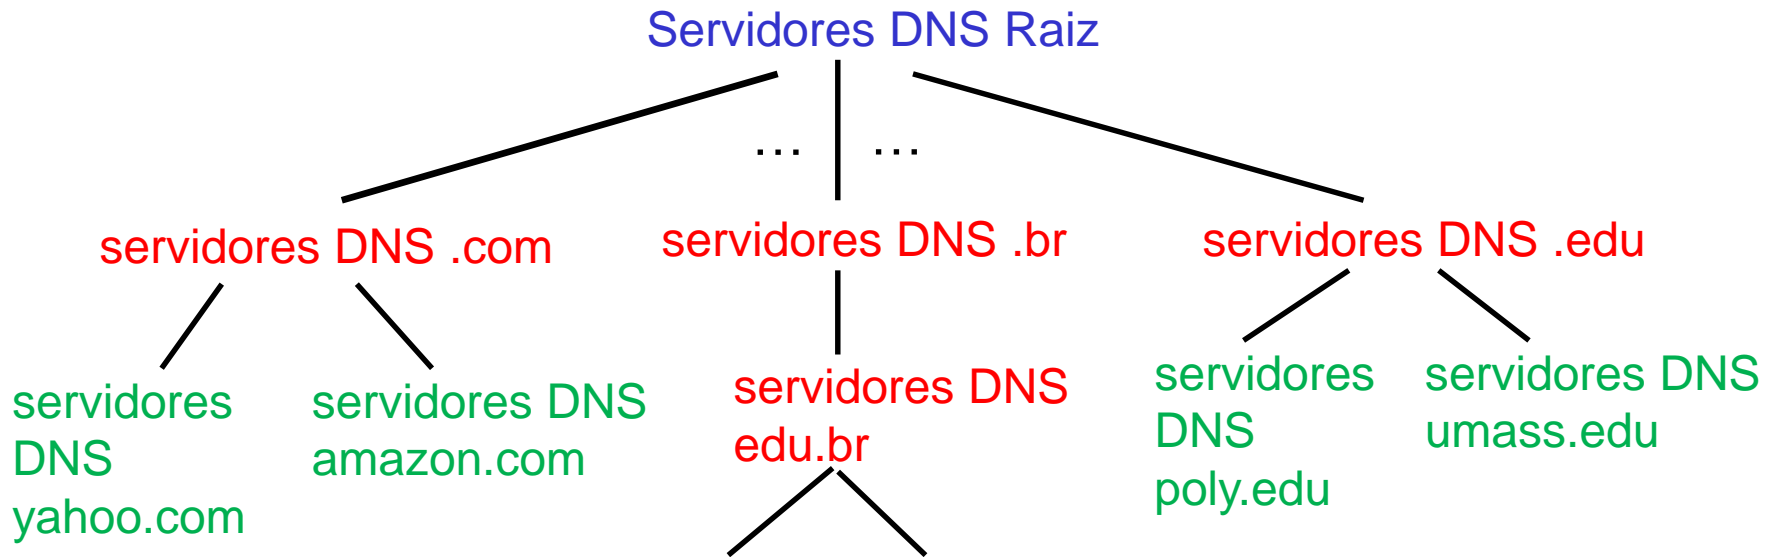 Servidores DNS Raiz
… …
servidores DNS .com
servidores DNS .br
servidores DNS .edu
servidores
DNS
yahoo.com
servidores DNS
amazon.com
servidores DNS
edu.br
servidores
DNS
poly.edu
servidores DNS
umass.edu